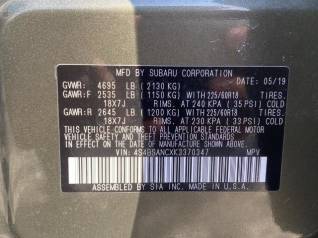 MFD. BY SUBARU CORPORATION
DATE: 05/19
GVWR: 4695 LB (2130 KG)
GAWR:F 2535 LB (1150 KG) WITH 225/60R18
18X7J RIMS. AT 240 KPA (35 PSI) COLD
GAWR:R 2645 LB (1200 KG) WITH 225/60R18
18X7J RIMS. AT 230 KPA (33 PSI) COLD
THIS VEHICLE CONFORMS TO ALL APPLICABLE FEDERAL MOTOR
VEHICLE SAFETY, BUMPER, AND THEFT PREVENTION STANDARDS
IN EFFECT ON THE DATE OF MANUFACTURE SHOWN ABOVE.
VIN: 4S4BSANCXK3370347 MPV
ASSEMBLED BY SIA INC. MADE IN U.S.A.